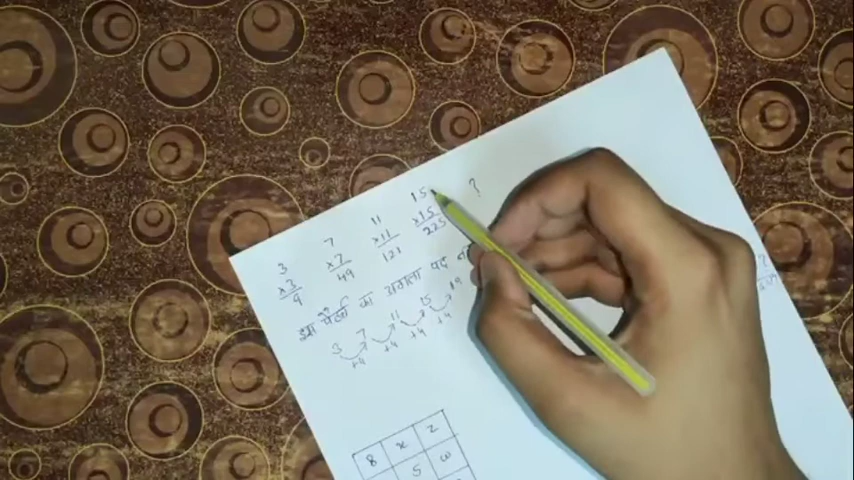 3 7 11 15 ?
×3 ×7 ×11 ×15
9 49 121 225
इस पैटर्न का अगला पद
3 7 11 15 19
+4 +4 +4 +4
8 x 2
5 w